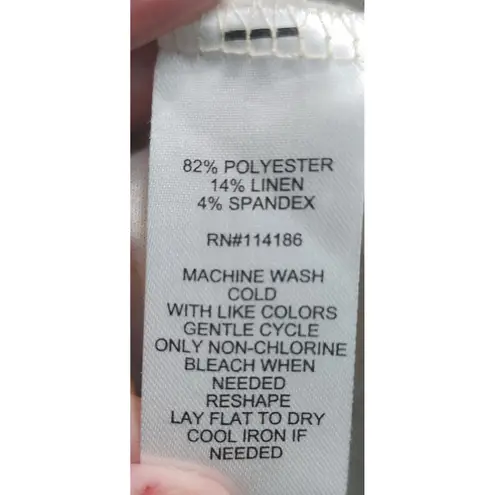 82% POLYESTER
14% LINEN
4% SPANDEX
RN#114186
MACHINE WASH
COLD
WITH LIKE COLORS
GENTLE CYCLE
ONLY NON-CHLORINE
BLEACH WHEN
NEEDED
RESHAPE
LAY FLAT TO DRY
COOL IRON IF
NEEDED